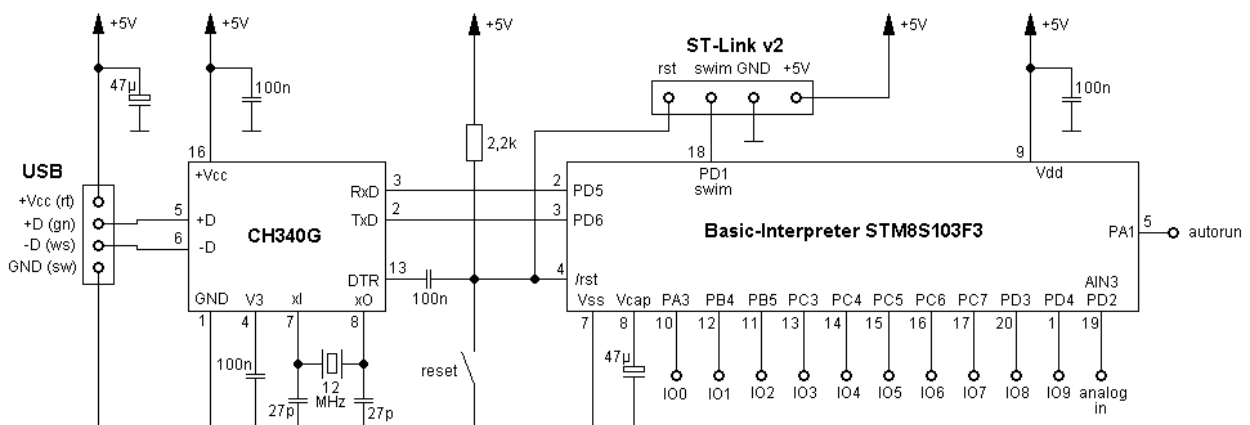 +5V +5V +5V +5V +5V
ST-Link v2
rst swim GND +5V
47µ 100n 100n
2,2k
16 18 9
USB
+Vcc PD1 Vdd
swim
+Vcc (rt) 3 2
RxD PD5
+D (gn) 5 2 3 5
+D TxD PD6 PA1 autorun
-D (ws) 6 CH340G Basic-Interpreter STM8S103F3
-D
GND (sw) 13 4
DTR /rst AIN3
100n
GND V3 xI xO Vss Vcap PA3 PB4 PB5 PC3 PC4 PC5 PC6 PC7 PD3 PD4 PD2
1 4 7 8 7 8 10 12 11 13 14 15 16 17 20 1 19
100n 12 reset 47µ
MHz
27p 27p IO0 IO1 IO2 IO3 IO4 IO5 IO6 IO7 IO8 IO9 analog
in